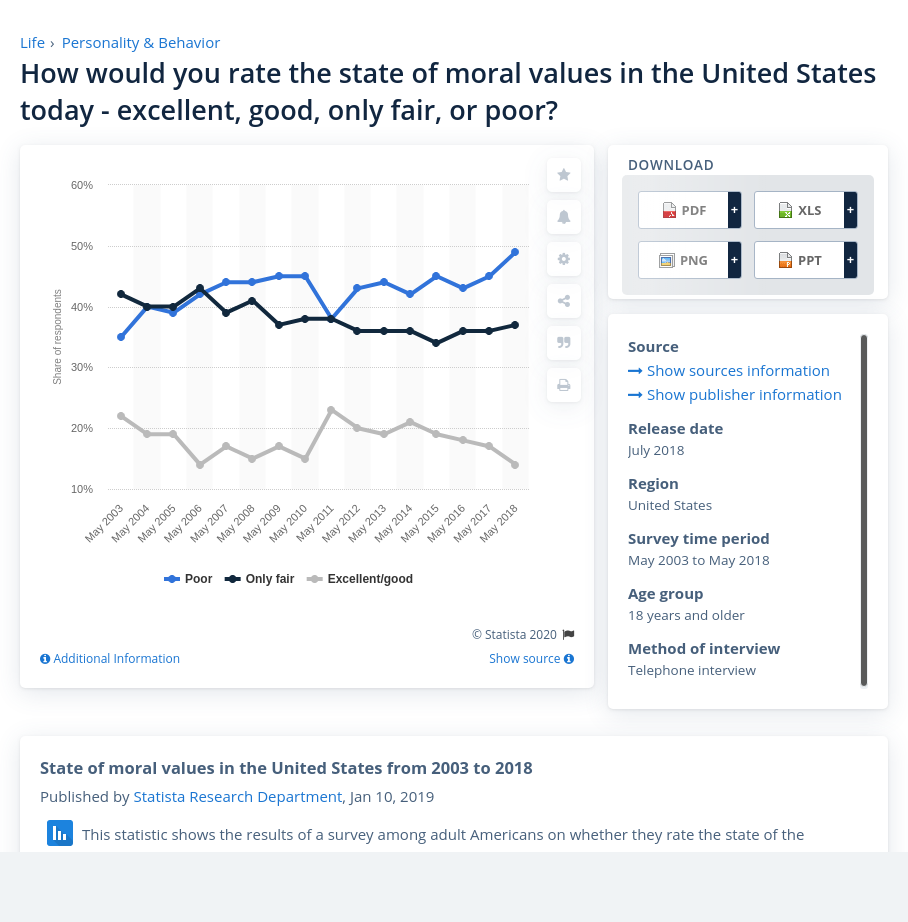 Life › Personality & Behavior
How would you rate the state of moral values in the United States
today - excellent, good, only fair, or poor?
60%
50%
40%
30%
20%
10%
Share of respondents
May 2003
May 2004
May 2005
May 2006
May 2007
May 2008
May 2009
May 2010
May 2011
May 2012
May 2013
May 2014
May 2015
May 2016
May 2017
May 2018
Poor Only fair Excellent/good
© Statista 2020
Additional Information Show source
DOWNLOAD
PDF + XLS +
PNG + PPT +
Source
Show sources information
Show publisher information
Release date
July 2018
Region
United States
Survey time period
May 2003 to May 2018
Age group
18 years and older
Method of interview
Telephone interview
State of moral values in the United States from 2003 to 2018
Published by Statista Research Department, Jan 10, 2019
This statistic shows the results of a survey among adult Americans on whether they rate the state of the